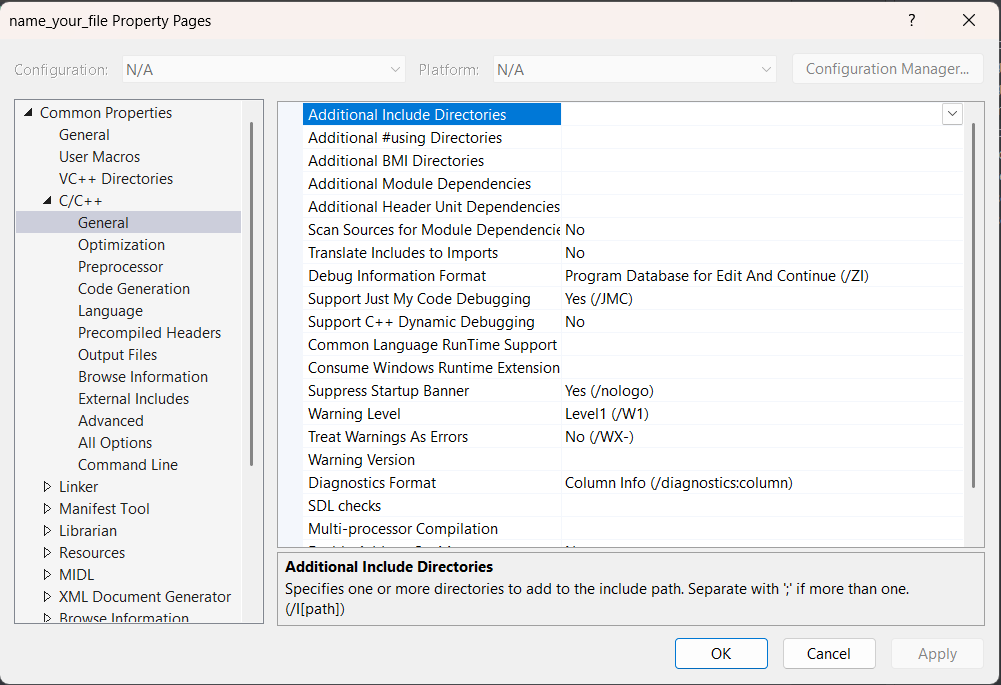 name_your_file Property Pages
?
Configuration: N/A Platform: N/A Configuration Manager...
Common Properties
General
User Macros
VC++ Directories
C/C++
General
Optimization
Preprocessor
Code Generation
Language
Precompiled Headers
Output Files
Browse Information
External Includes
Advanced
All Options
Command Line
Linker
Manifest Tool
Librarian
Resources
MIDL
XML Document Generator
Browse Information
Additional Include Directories
Additional #using Directories
Additional BMI Directories
Additional Module Dependencies
Additional Header Unit Dependencies
Scan Sources for Module Dependencie No
Translate Includes to Imports No
Debug Information Format Program Database for Edit And Continue (/ZI)
Support Just My Code Debugging Yes (/JMC)
Support C++ Dynamic Debugging No
Common Language RunTime Support
Consume Windows Runtime Extension
Suppress Startup Banner Yes (/nologo)
Warning Level Level1 (/W1)
Treat Warnings As Errors No (/WX-)
Warning Version
Diagnostics Format Column Info (/diagnostics:column)
SDL checks
Multi-processor Compilation
Additional Include Directories
Specifies one or more directories to add to the include path. Separate with ';' if more than one.
(/I[path])
OK Cancel Apply